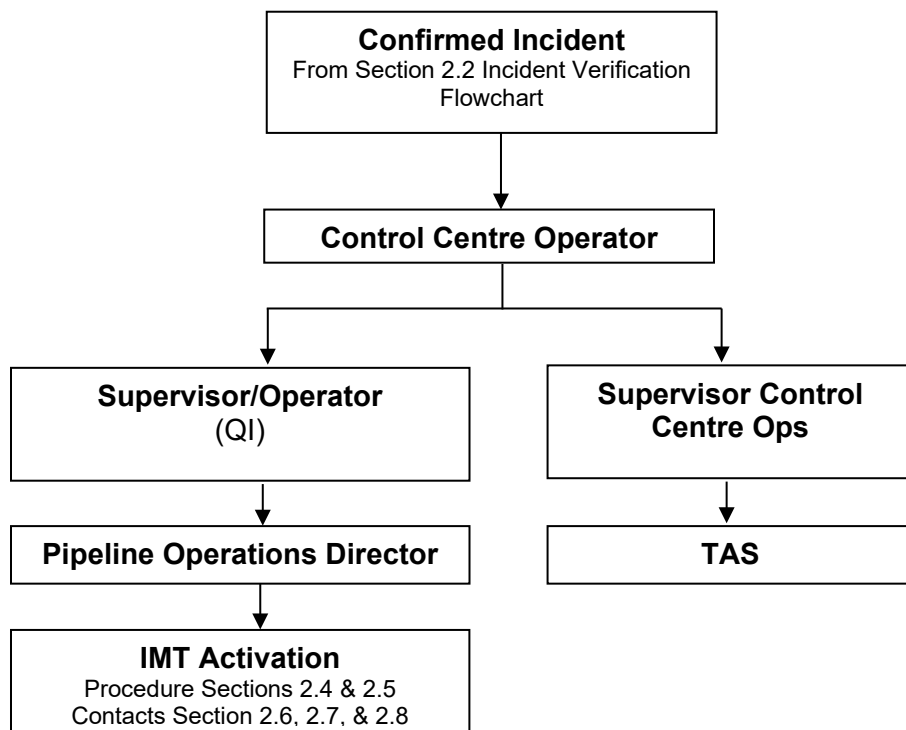 Confirmed Incident
From Section 2.2 Incident Verification
Flowchart
Control Centre Operator
Supervisor/Operator
(QI)
Supervisor Control
Centre Ops
Pipeline Operations Director
TAS
IMT Activation
Procedure Sections 2.4 & 2.5
Contacts Section 2.6, 2.7, & 2.8